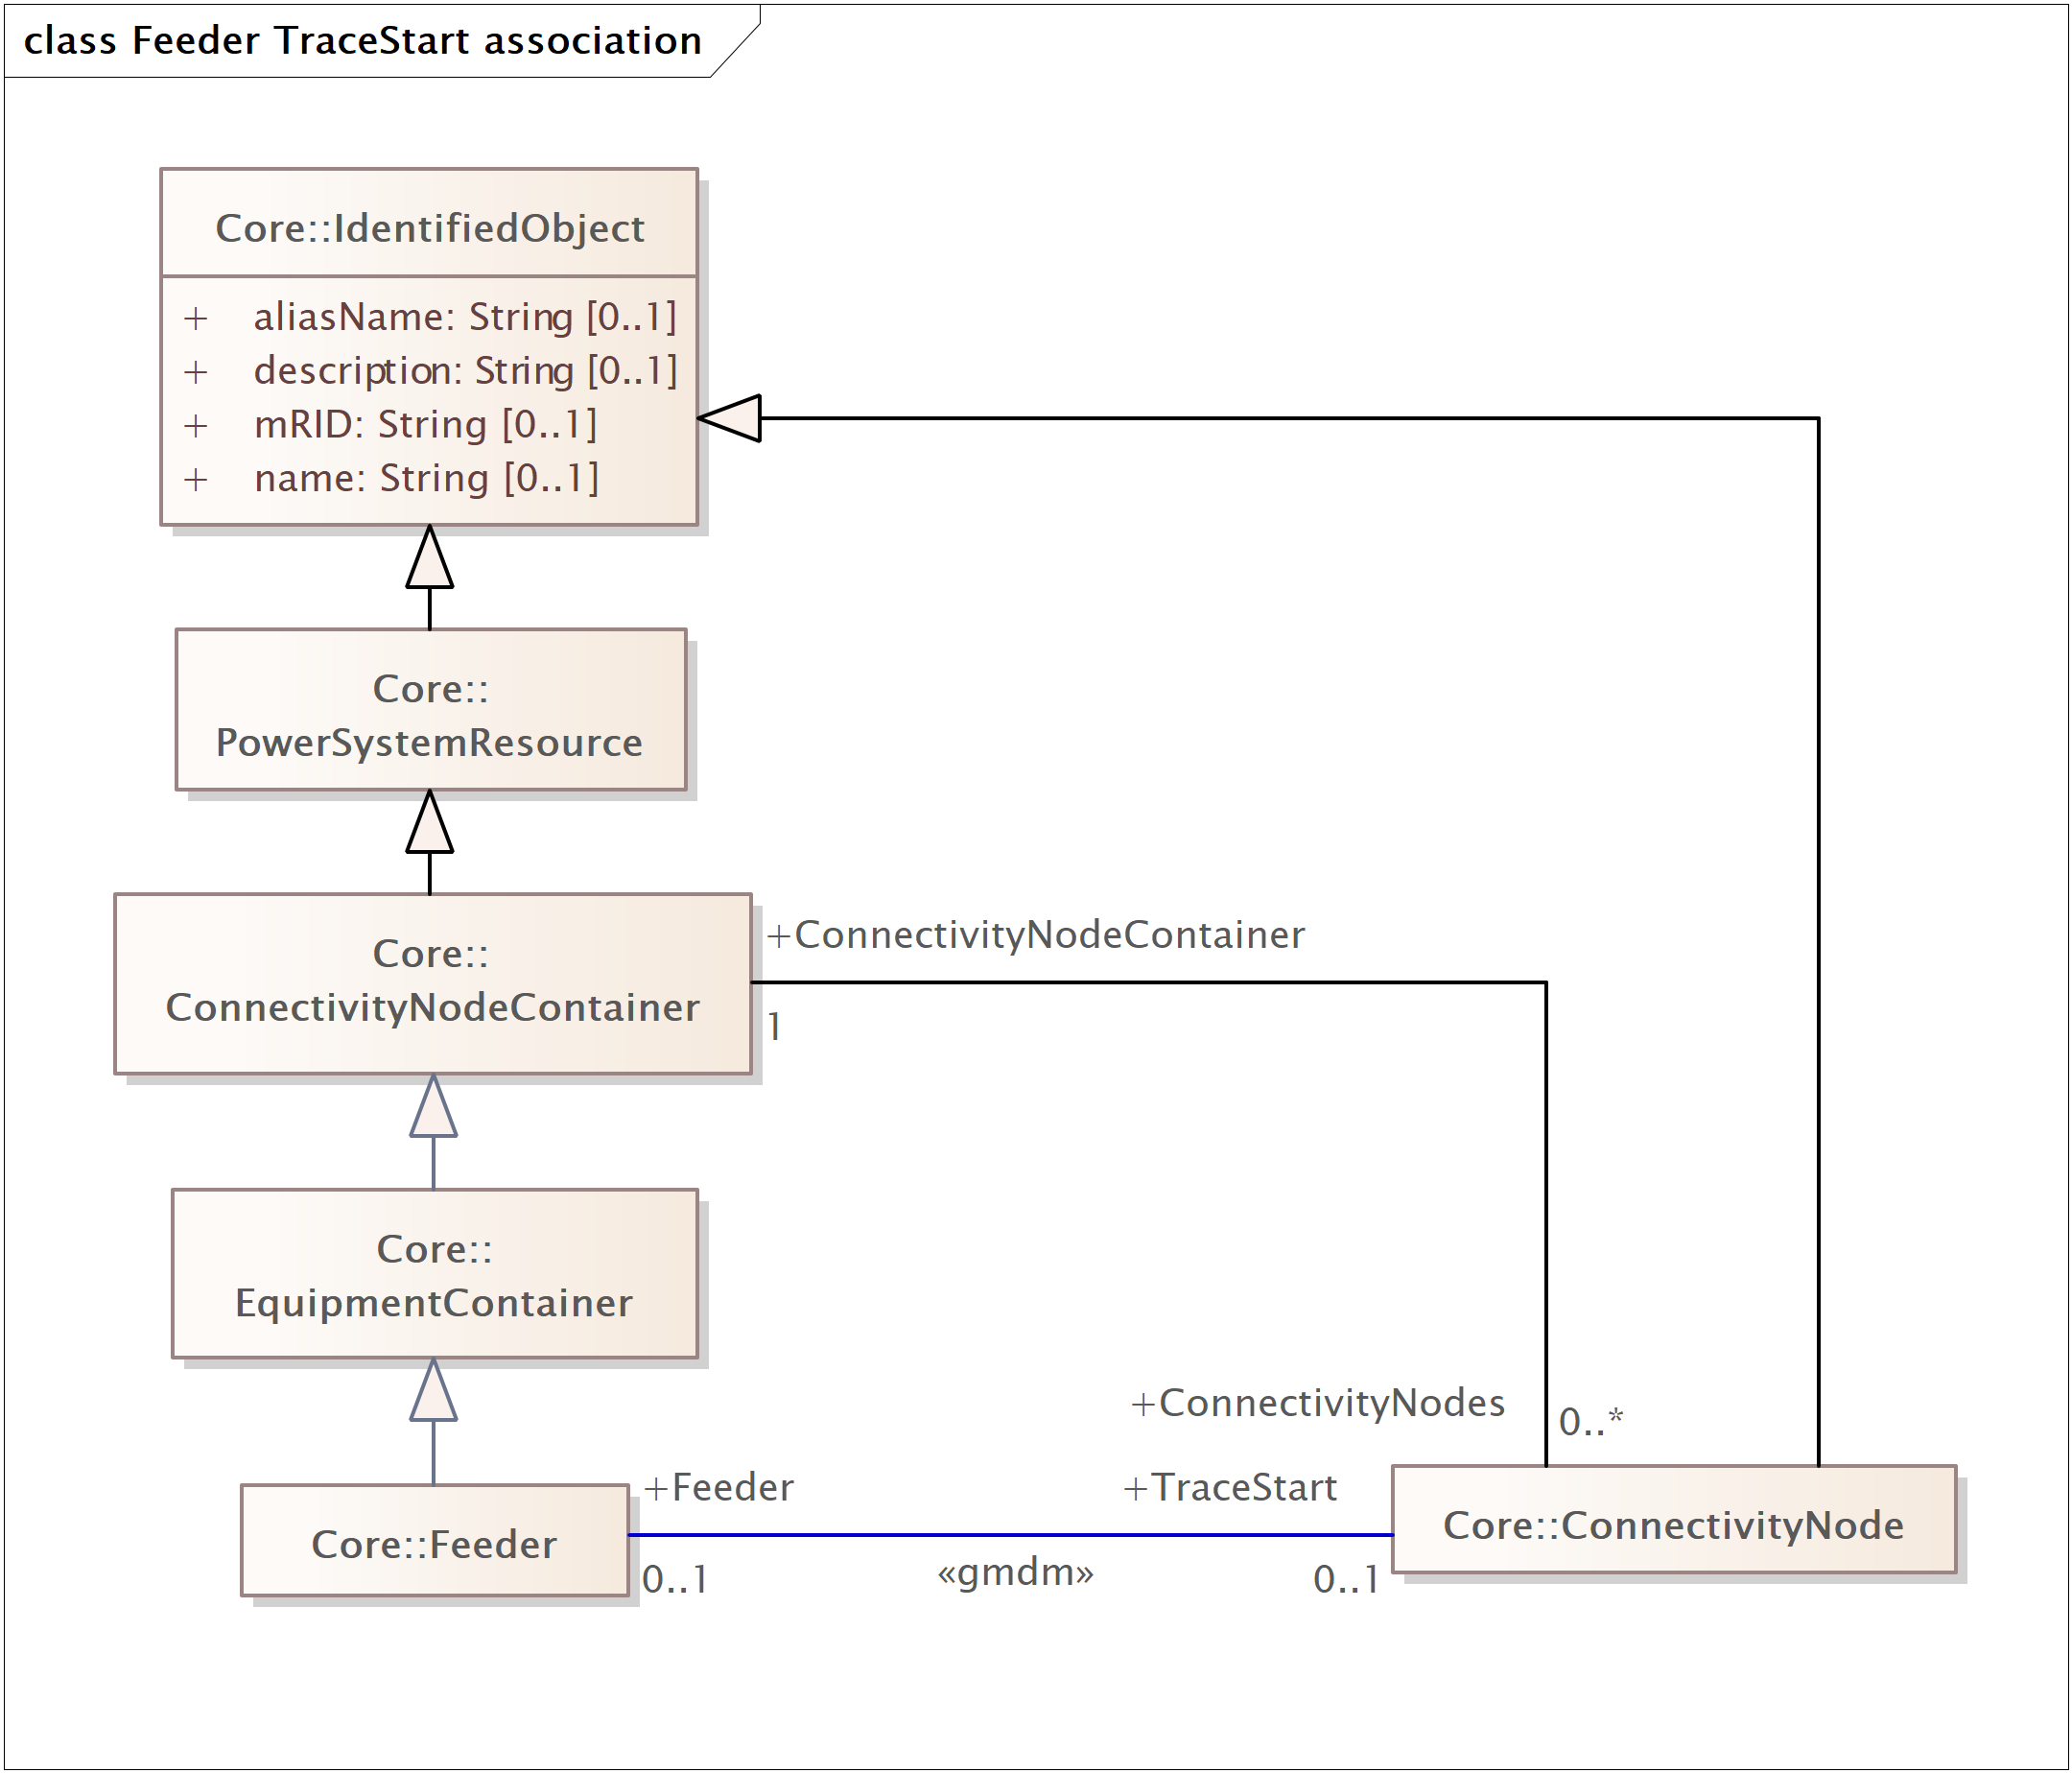 class Feeder TraceStart association
Core::IdentifiedObject
+ aliasName: String [0..1]
+ description: String [0..1]
+ mRID: String [0..1]
+ name: String [0..1]
Core::
PowerSystemResource
Core::
ConnectivityNodeContainer
+ConnectivityNodeContainer
1
Core::
EquipmentContainer
+ConnectivityNodes
0..*
Core::Feeder
+Feeder
0..1
«gmdm»
+TraceStart
0..1
Core::ConnectivityNode